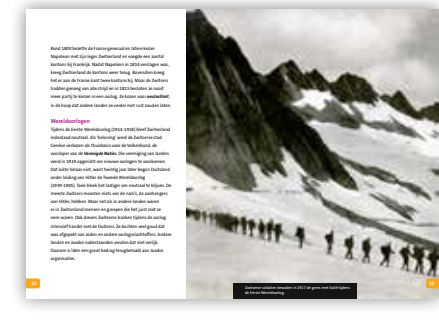 Rond 1800 bezette de Franse generaal en latere keizer
Napoleon met zijn leger Zwitserland en voegde een aantal
kantons bij Frankrijk. Nadat Napoleon in 1814 verslagen was,
kreeg Zwitserland de kantons weer terug. Bovendien kreeg
het er aan de Franse kant twee kantons bij. Maar de Zwitsers
hadden genoeg van alle strijd en in 1815 besloten ze nooit
meer partij te kiezen in een oorlog. Ze kozen voor neutraliteit,
in de hoop dat andere landen ze verder met rust zouden laten.
Wereldoorlogen
Tijdens de Eerste Wereldoorlog (1914-1918) bleef Zwitserland
inderdaad neutraal. Als 'beloning' werd de Zwitserse stad
Genève verkozen als thuisbasis voor de Volkenbond, de
voorloper van de Verenigde Naties. Die vereniging van landen
werd in 1919 opgericht om nieuwe oorlogen te voorkomen.
Dat lukte helaas niet, want twintig jaar later begon Duitsland
onder leiding van Hitler de Tweede Wereldoorlog
(1939-1945). Toen bleek het lastiger om neutraal te blijven. De
meeste Zwitsers moesten niets van de nazi's, de aanhangers
van Hitler, hebben. Maar net als in andere landen waren
er in Zwitserland mensen en groepen die het juist met ze
eens waren. Ook dreven Zwitserse banken tijdens de oorlog
intensief handel met de Duitsers. Ze kochten veel goud dat
was afgepakt van Joden en andere oorlogsslachtoffers. Andere
landen en Joodse nabestaanden vonden dat niet eerlijk.
Daarom is later een groot bedrag terugbetaald aan Joodse
organisaties.
12
Zwitserse soldaten bewaken in 1917 de grens met Italië tijdens
de Eerste Wereldoorlog.
13